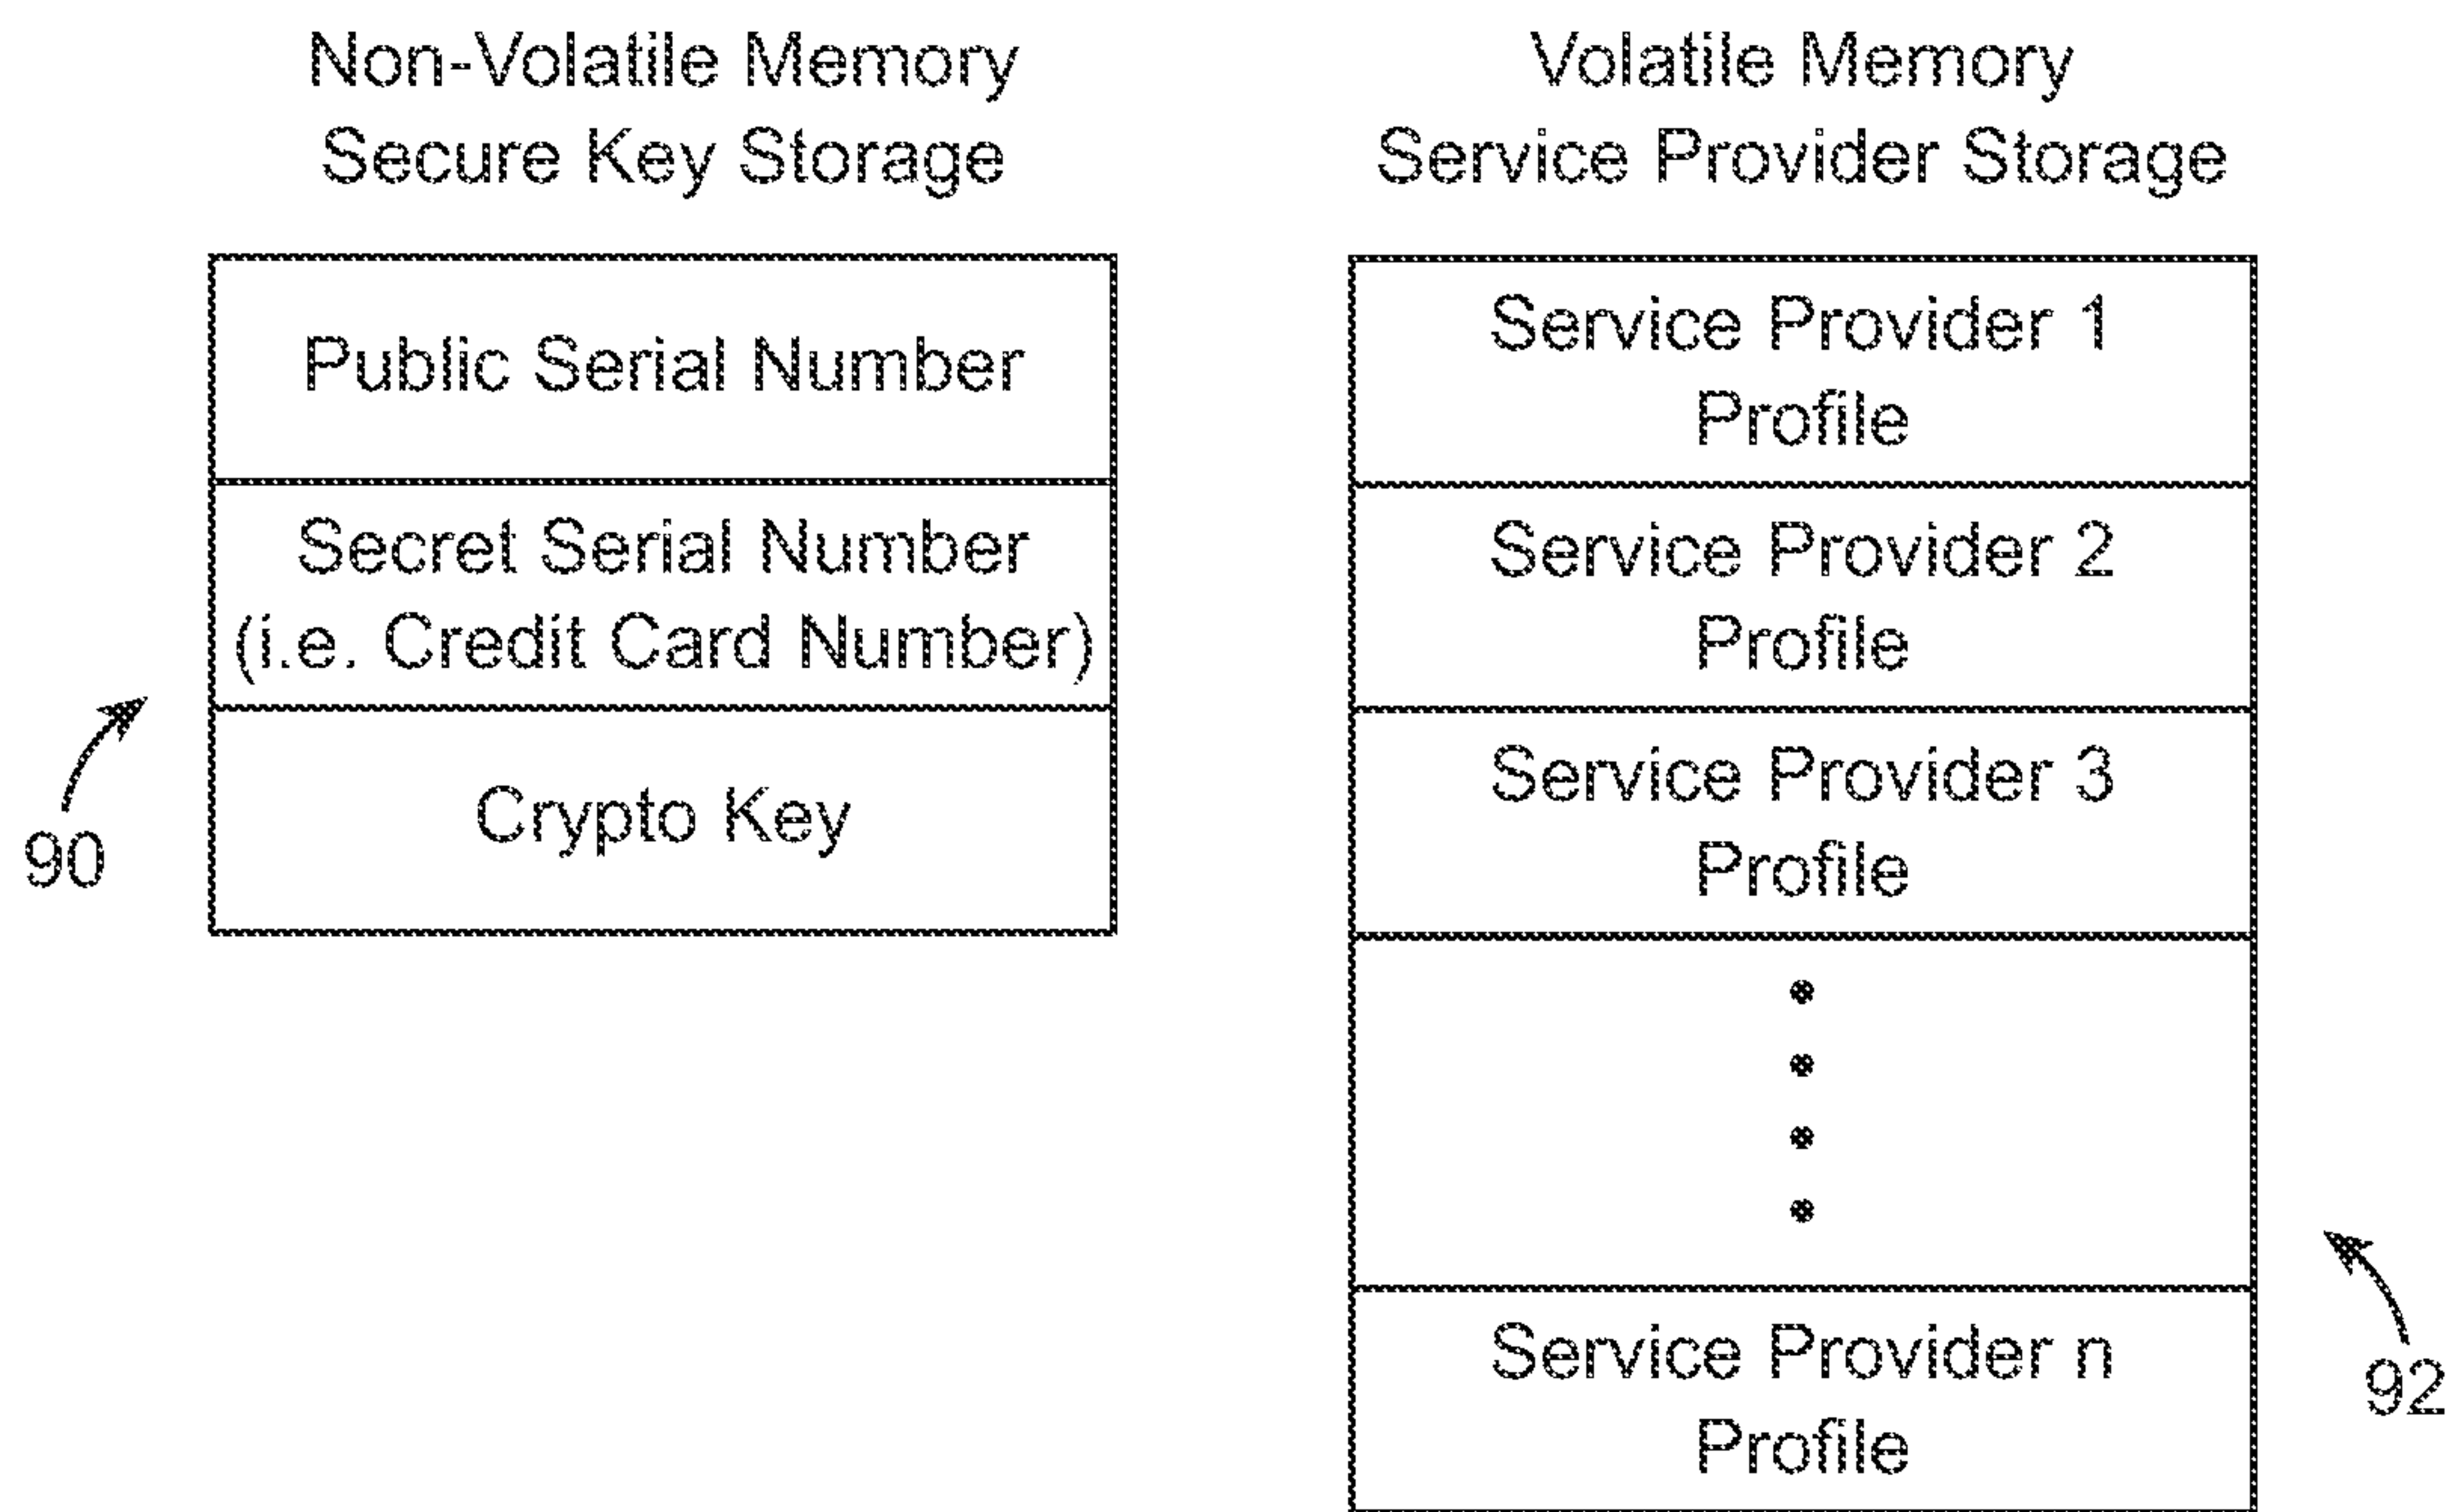 Non-Volatile Memory
Secure Key Storage
Public Serial Number
Secret Serial Number
(i.e. Credit Card Number)
Crypto Key
90
Volatile Memory
Service Provider Storage
Service Provider 1
Profile
Service Provider 2
Profile
Service Provider 3
Profile
Service Provider n
Profile
92